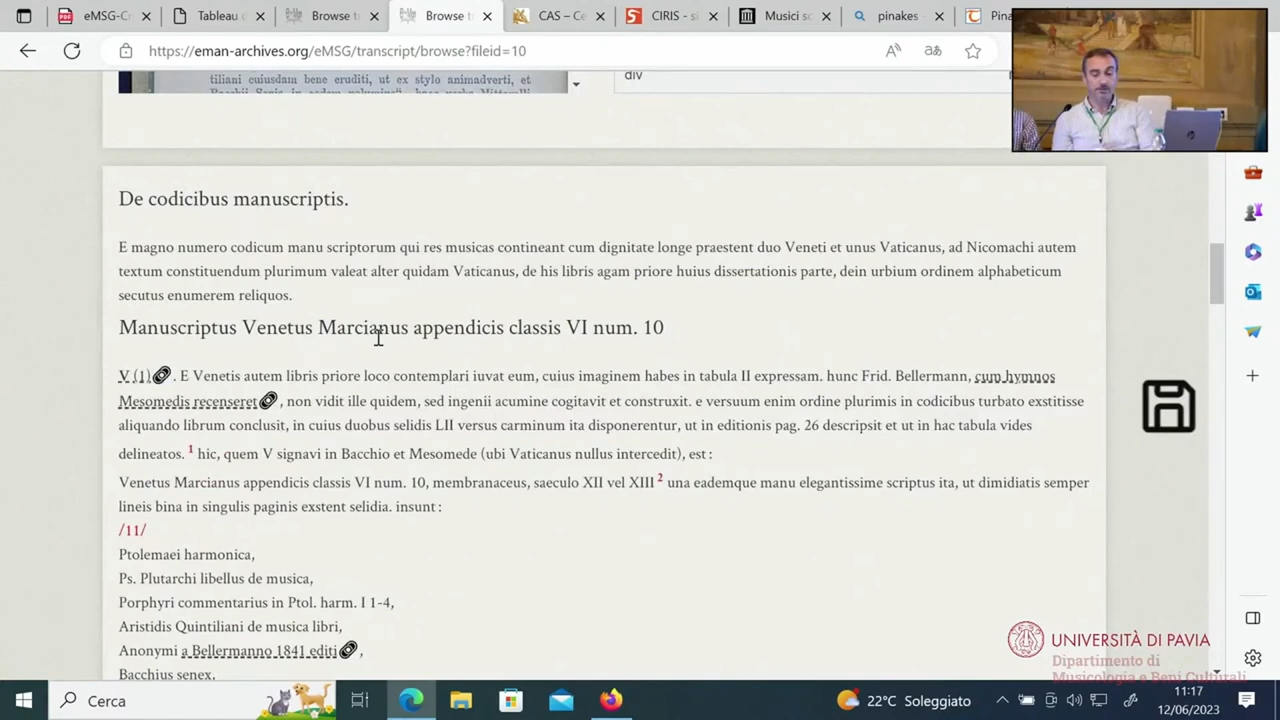 eMSG-Cr
Tableau d
Browse t
Browse t
CAS – Ce
CIRIS - si
Musici sc
pinakes -
Pina
https://eman-archives.org/eMSG/transcript/browse?fileid=10
tiliani cuiusdam bene eruditi, ut ex stylo animadverti, et
div
De codicibus manuscriptis.
E magno numero codicum manu scriptorum qui res musicas contineant cum dignitate longe praestent duo Veneti et unus Vaticanus, ad Nicomachi autem
textum constituendum plurimum valeat alter quidam Vaticanus, de his libris agam priore huius dissertationis parte, dein urbium ordinem alphabeticum
secutus enumerem reliquos.
Manuscriptus Venetus Marcianus appendicis classis VI num. 10
V (1) . E Venetis autem libris priore loco contemplari iuvat eum, cuius imaginem habes in tabula II expressam. hunc Frid. Bellermann, cum hymnos
Mesomedis recenseret , non vidit ille quidem, sed ingenii acumine cogitavit et construxit. e versuum enim ordine plurimis in codicibus turbato exstitisse
aliquando librum conclusit, in cuius duobus selidis LII versus carminum ita disponerentur, ut in editionis pag. 26 descripsit et ut in hac tabula vides
delineatos. 1 hic, quem V signavi in Bacchio et Mesomede (ubi Vaticanus nullus intercedit), est :
Venetus Marcianus appendicis classis VI num. 10, membranaceus, saeculo XII vel XIII 2 una eademque manu elegantissime scriptus ita, ut dimidiatis semper
lineis bina in singulis paginis exstent selidia. insunt :
/11/
Ptolemaei harmonica,
Ps. Plutarchi libellus de musica,
Porphyri commentarius in Ptol. harm. I 1-4,
Aristidis Quintiliani de musica libri,
Anonymi a Bellermanno 1841 editi ,
Bacchius senex,
UNIVERSITÀ DI PAVIA
Dipartimento di
Musicologia e Beni Culturali
Cerca
22°C Soleggiato
11:17
12/06/2023